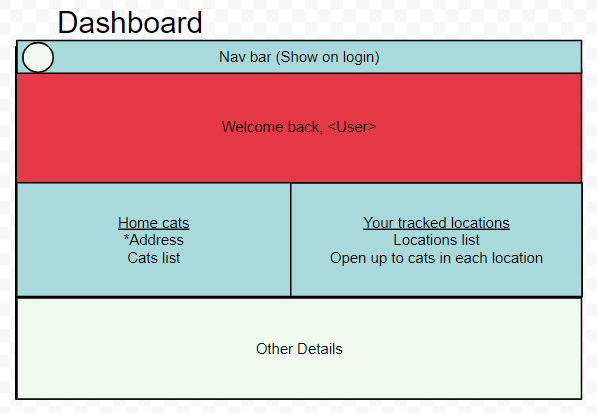 Dashboard
Nav bar (Show on login)
Welcome back, <User>
Home cats
*Address
Cats list
Your tracked locations
Locations list
Open up to cats in each location
Other Details